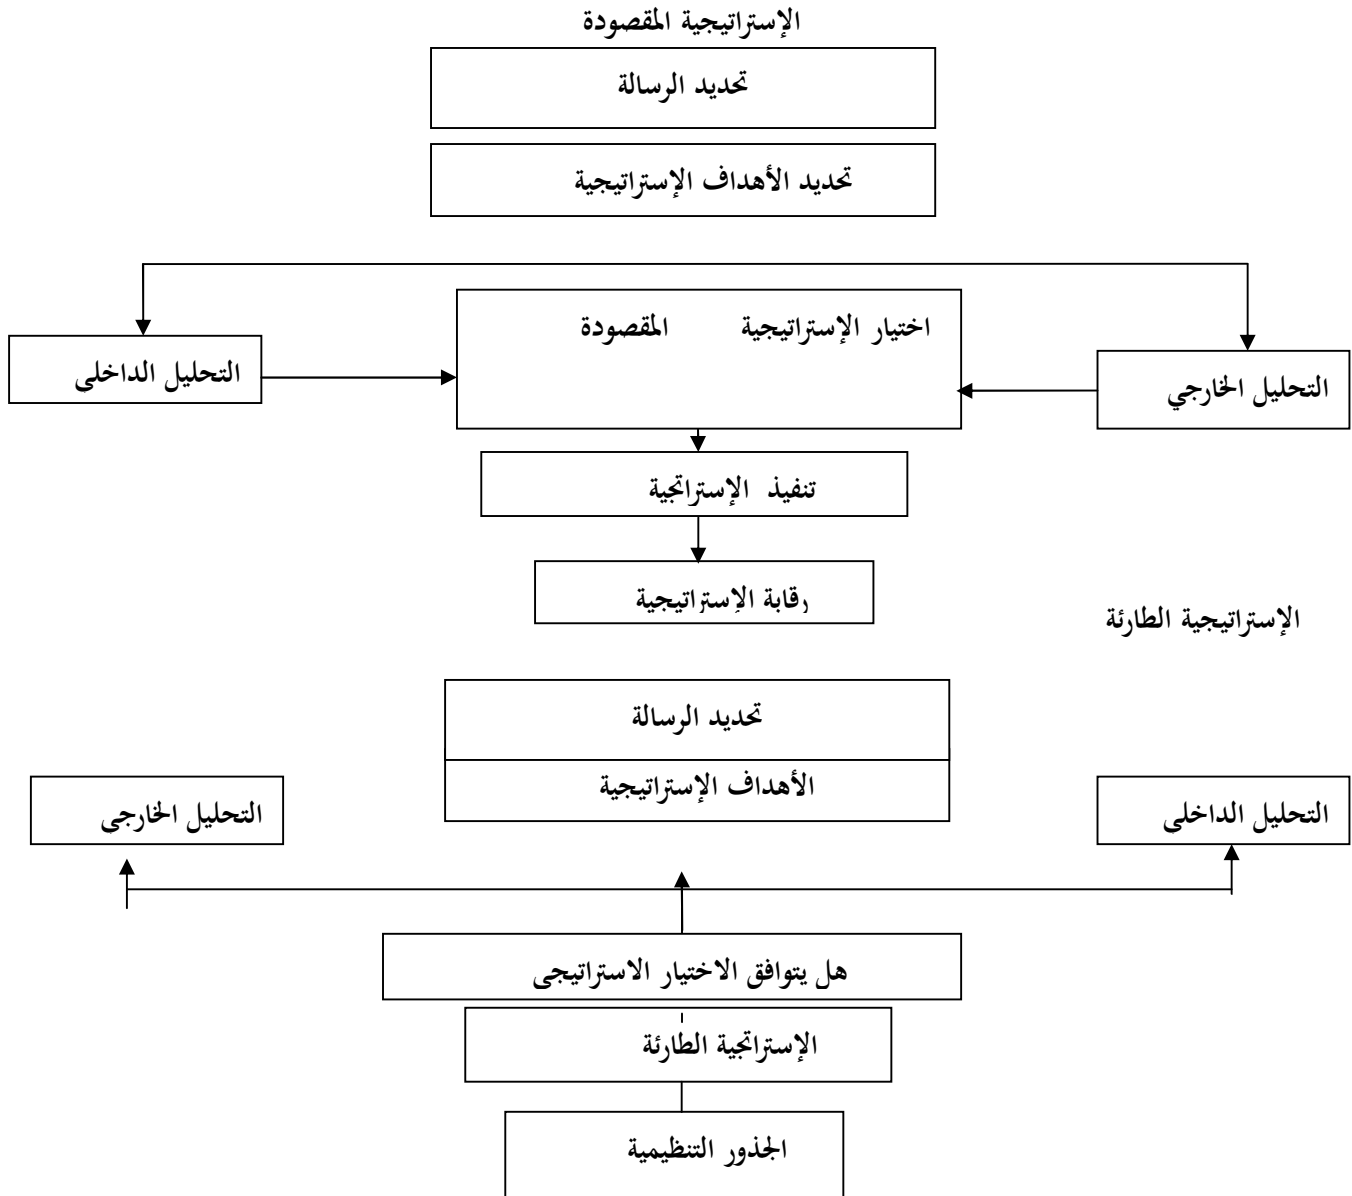 الإستراتيجية المقصودة
تحديد الرسالة
تحديد الأهداف الإستراتيجية
اختيار الإستراتيجية المقصودة
التحليل الخارجي
التحليل الداخلى
تنفيذ الإستراتجية
رقابة الإستراتيجية
الإستراتيجية الطارئة
تحديد الرسالة
الأهداف الإستراتيجية
التحليل الداخلى
التحليل الخارجى
هل يتوافق الاختيار الاستراتيجى
الإستراتجية الطارئة
الجذور التنظيمية